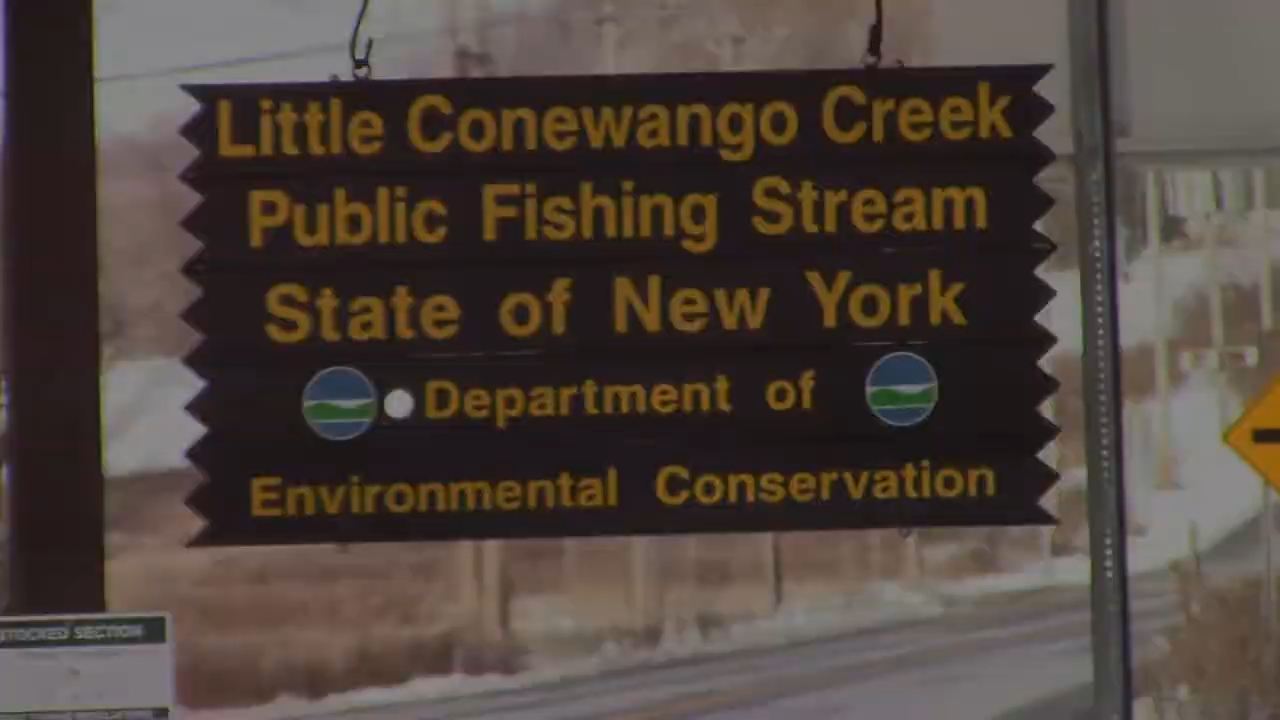 Little Conewango Creek
Public Fishing Stream
State of New York
Department of
Environmental Conservation
STOCKED SECTION